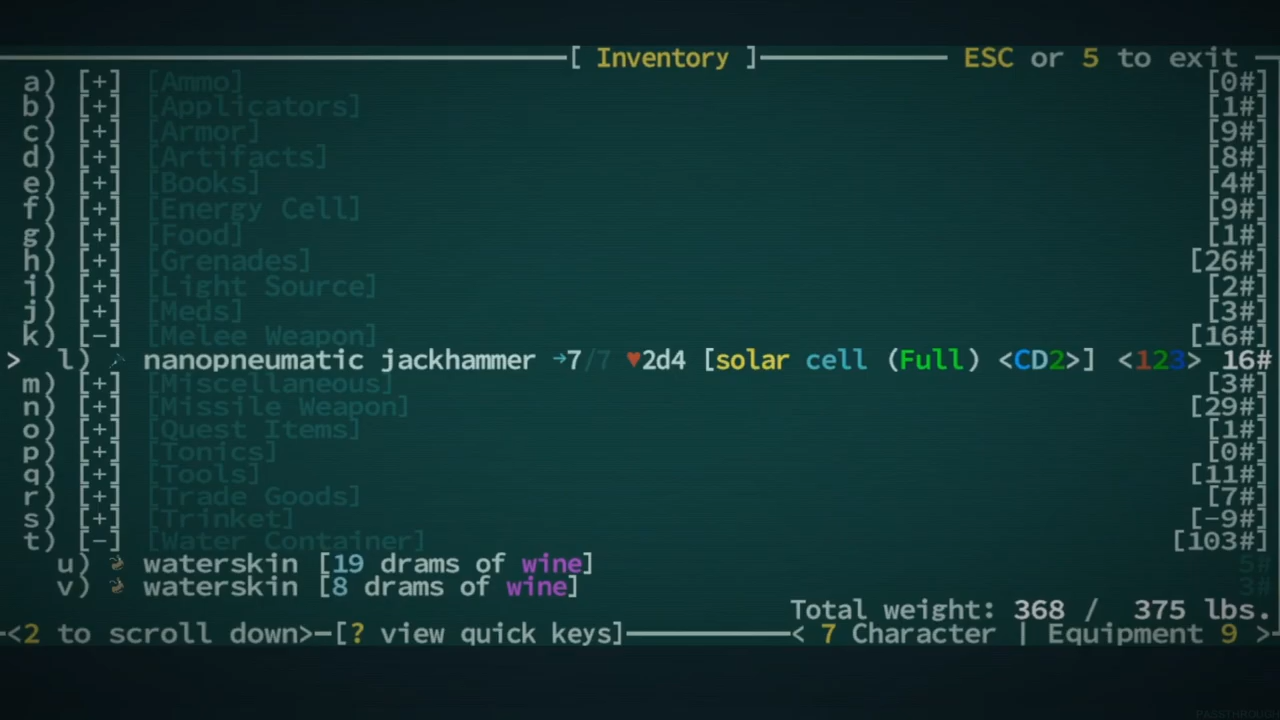 [ Inventory ] ESC or 5 to exit
a) [+] [Ammo] [0#]
b) [+] [Applicators] [1#]
c) [+] [Armor] [9#]
d) [+] [Artifacts] [8#]
e) [+] [Books] [4#]
f) [+] [Energy Cell] [9#]
g) [+] [Food] [1#]
h) [+] [Grenades] [26#]
i) [+] [Light Source] [2#]
j) [+] [Meds] [3#]
k) [-] [Melee Weapon] [16#]
> l) nanopneumatic jackhammer →7/7 ♥2d4 [solar cell (Full) <CD2>] <123> 16#
m) [+] [Miscellaneous] [3#]
n) [+] [Missile Weapon] [29#]
o) [+] [Quest Items] [1#]
p) [+] [Tonics] [0#]
q) [+] [Tools] [11#]
r) [+] [Trade Goods] [7#]
s) [+] [Trinket] [-9#]
t) [-] [Water Container] [103#]
u) waterskin [19 drams of wine] 5#
v) waterskin [8 drams of wine] 3#
Total weight: 368 / 375 lbs.
<2 to scroll down> [? view quick keys] < 7 Character | Equipment 9 >